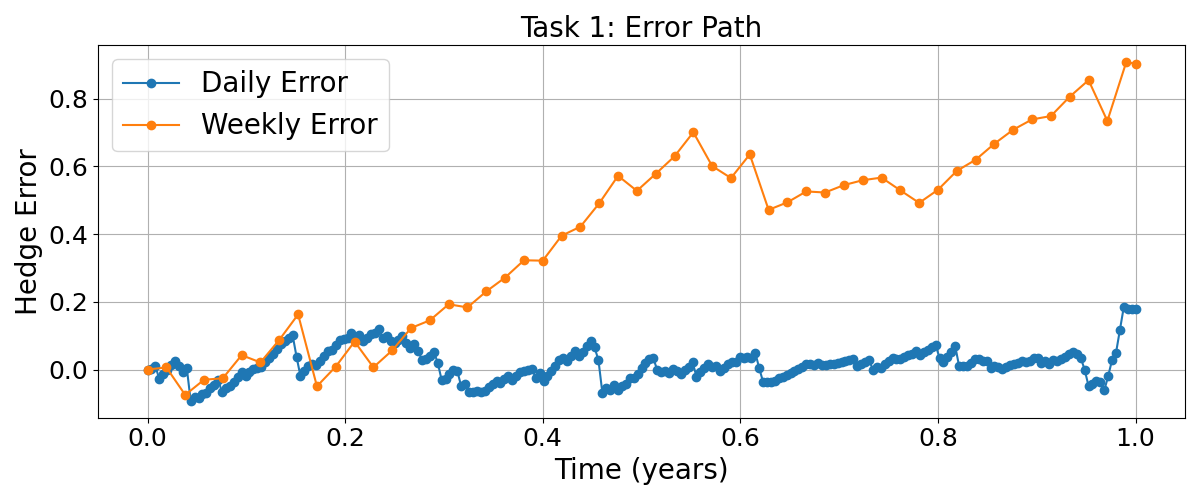 Task 1: Error Path
Daily Error
Weekly Error
Hedge Error
0.8
0.6
0.4
0.2
0.0
0.0 0.2 0.4 0.6 0.8 1.0
Time (years)